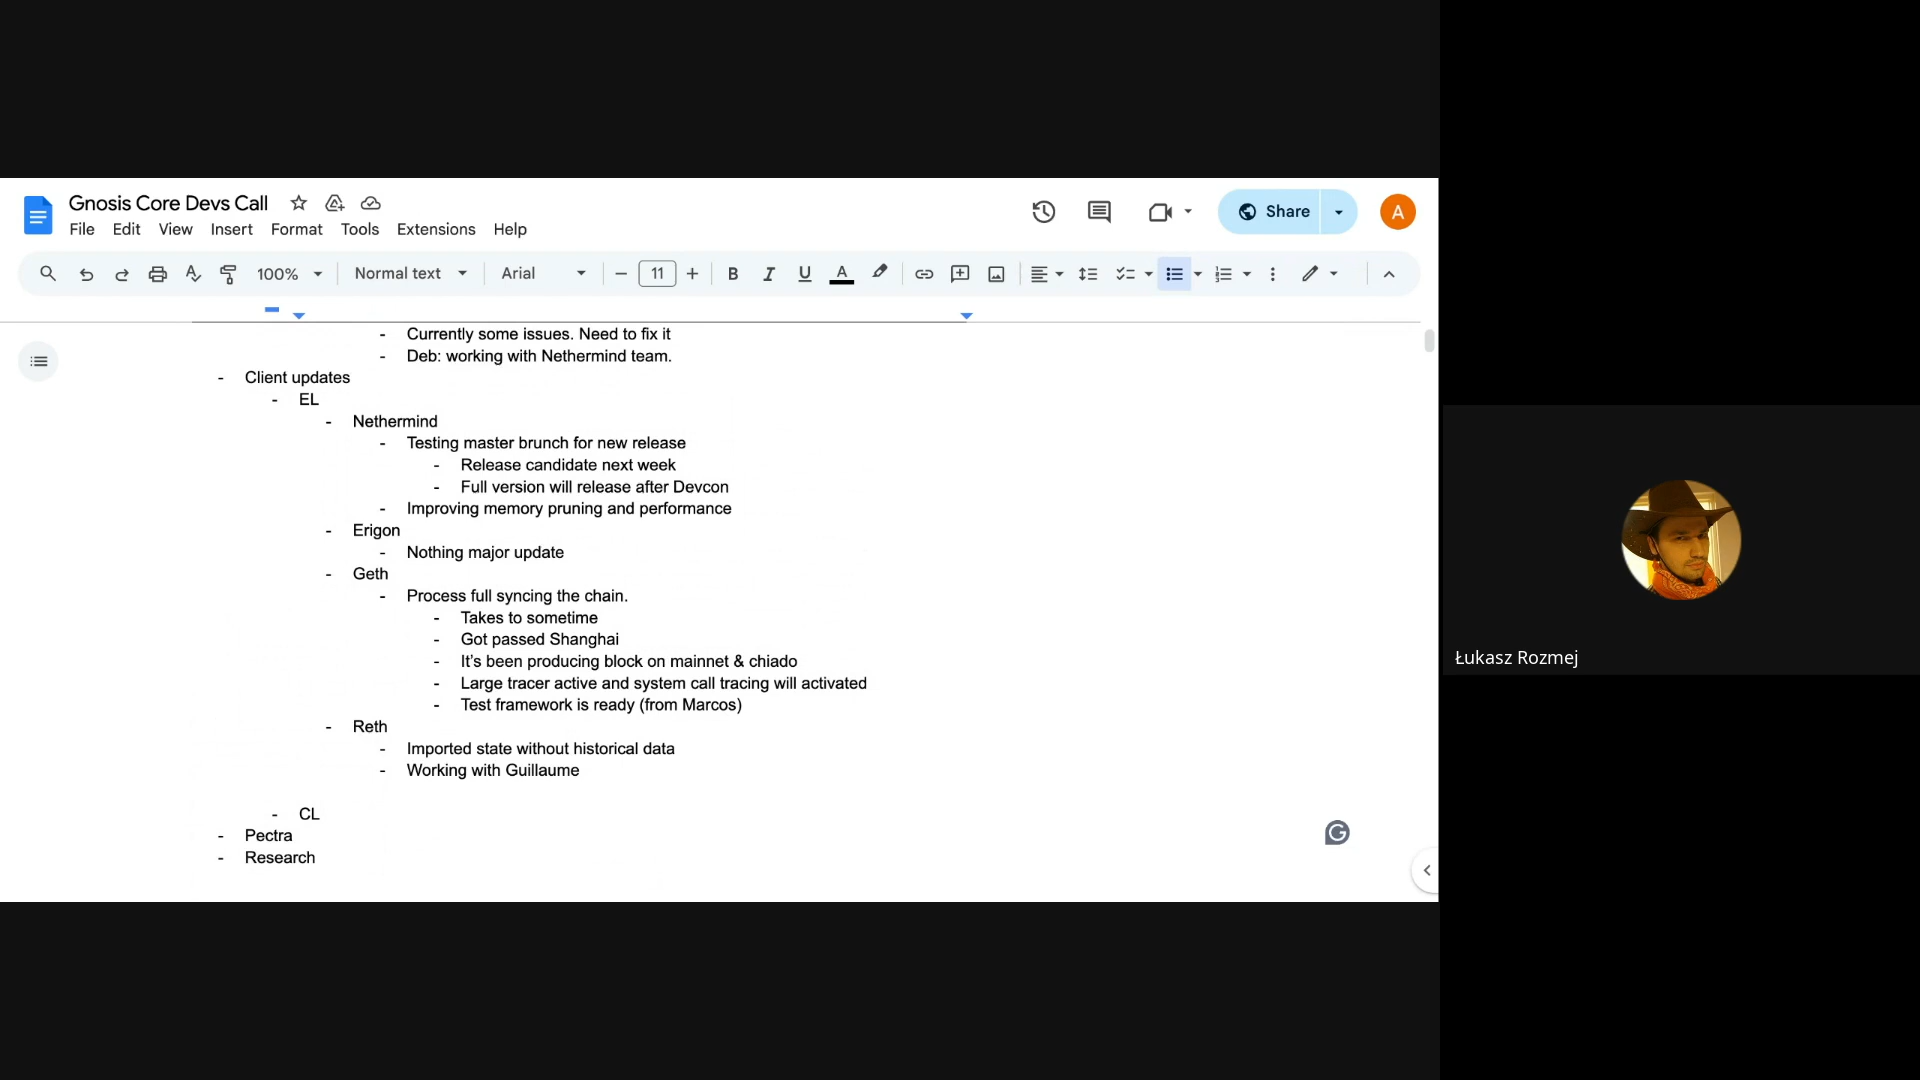 Gnosis Core Devs Call
File Edit View Insert Format Tools Extensions Help
Share
A
100% Normal text Arial 11 B I U A
- Currently some issues. Need to fix it
- Deb: working with Nethermind team.
- Client updates
- EL
- Nethermind
- Testing master brunch for new release
- Release candidate next week
- Full version will release after Devcon
- Improving memory pruning and performance
- Erigon
- Nothing major update
- Geth
- Process full syncing the chain.
- Takes to sometime
- Got passed Shanghai
- It's been producing block on mainnet & chiado
- Large tracer active and system call tracing will activated
- Test framework is ready (from Marcos)
- Reth
- Imported state without historical data
- Working with Guillaume
- CL
- Pectra
- Research
Łukasz Rozmej